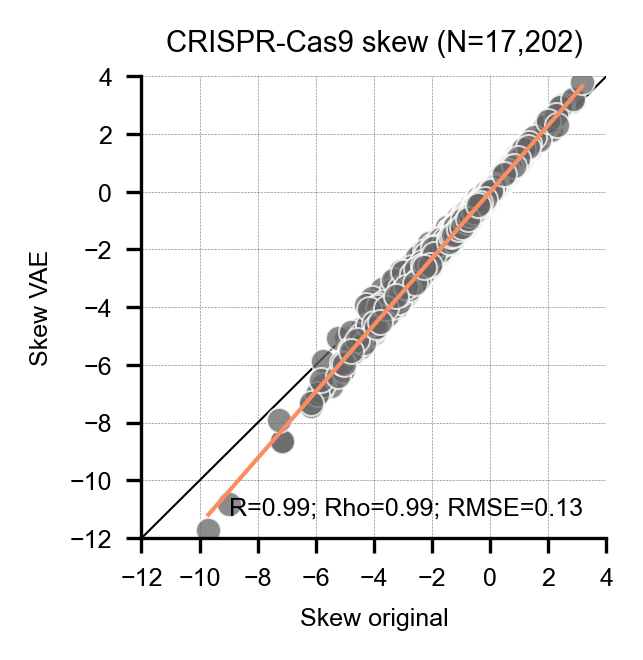 CRISPR-Cas9 skew (N=17,202)
4
2
0
−2
−4
−6
−8
−10
−12
Skew VAE
R=0.99; Rho=0.99; RMSE=0.13
−12 −10 −8 −6 −4 −2 0 2 4
Skew original